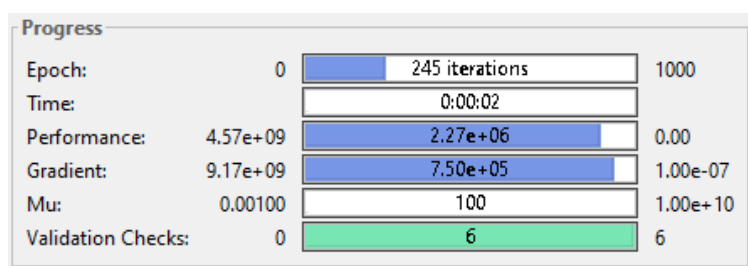 Progress
Epoch: 0 245 iterations 1000
Time: 0:00:02
Performance: 4.57e+09 2.27e+06 0.00
Gradient: 9.17e+09 7.50e+05 1.00e-07
Mu: 0.00100 100 1.00e+10
Validation Checks: 0 6 6